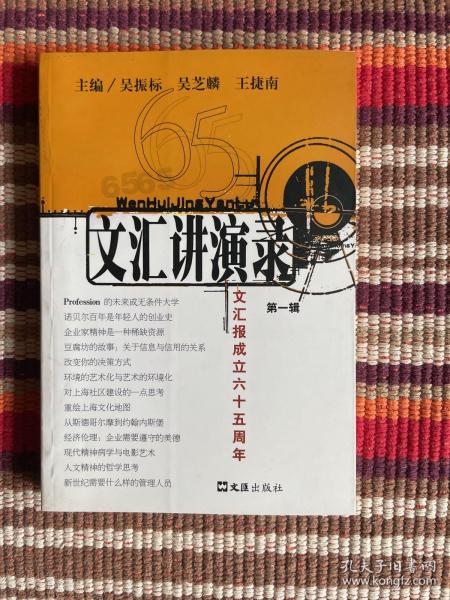 主编/吴振标 吴芝麟 王捷南
65
6565
WenHuiJiangYanLu
文汇讲演录
第一辑
文汇报成立六十五周年
Profession 的未来或无条件大学
诺贝尔百年是年轻人的创业史
企业家精神是一种稀缺资源
豆腐坊的故事：关于信息与信用的关系
改变你的决策方式
环境的艺术化与艺术的环境化
对上海社区建设的一点思考
重绘上海文化地图
从斯德哥尔摩到约翰内斯堡
经济伦理：企业需要遵守的美德
现代精神病学与电影艺术
人文精神的哲学思考
新世纪需要什么样的管理人员
文匯出版社
孔夫子旧书网
www.kongfz.com